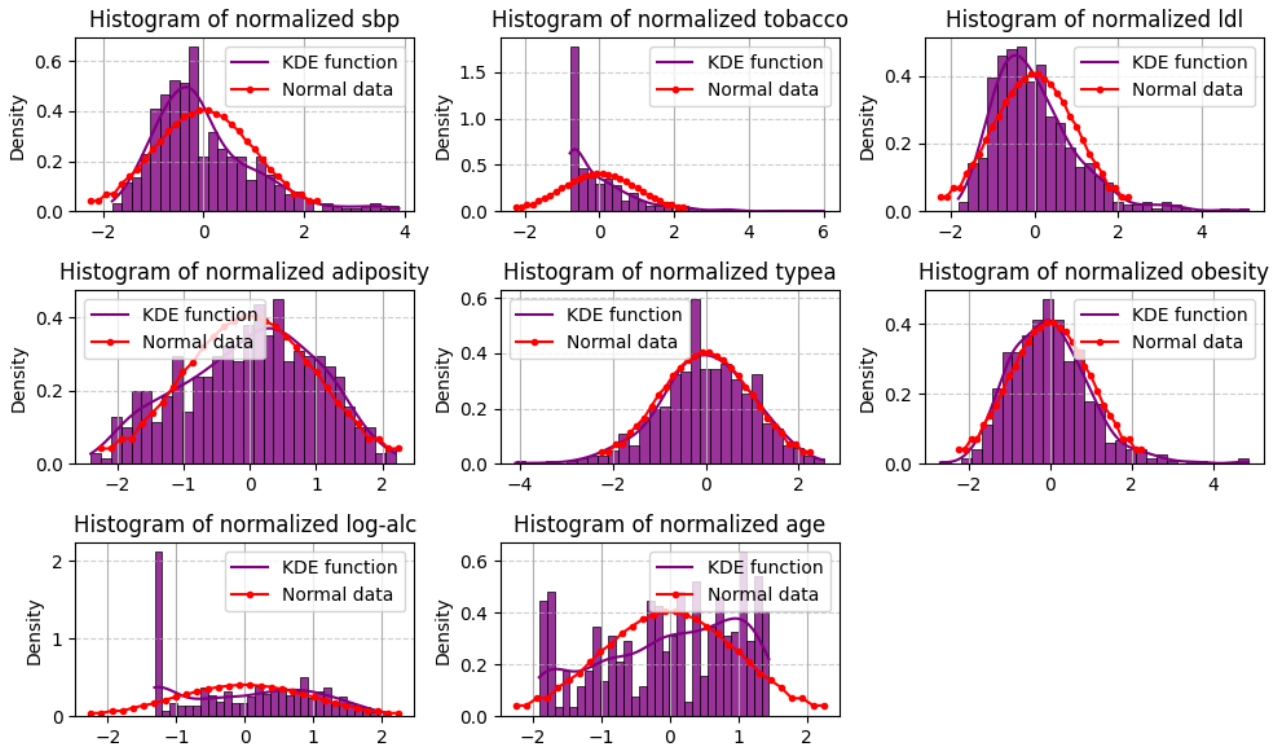 Histogram of normalized sbp
Density
0.6
0.4
0.2
0.0
KDE function
Normal data
−2
0
2
4
Histogram of normalized tobacco
Density
1.5
1.0
0.5
0.0
KDE function
Normal data
−2
0
2
4
6
Histogram of normalized ldl
Density
0.4
0.2
0.0
KDE function
Normal data
−2
0
2
4
Histogram of normalized adiposity
Density
0.4
0.2
0.0
KDE function
Normal data
−2
−1
0
1
2
Histogram of normalized typea
Density
0.6
0.4
0.2
0.0
KDE function
Normal data
−4
−2
0
2
Histogram of normalized obesity
Density
0.4
0.2
0.0
KDE function
Normal data
−2
0
2
4
Histogram of normalized log-alc
Density
2
1
0
KDE function
Normal data
−2
−1
0
1
2
Histogram of normalized age
Density
0.6
0.4
0.2
0.0
KDE function
Normal data
−2
−1
0
1
2